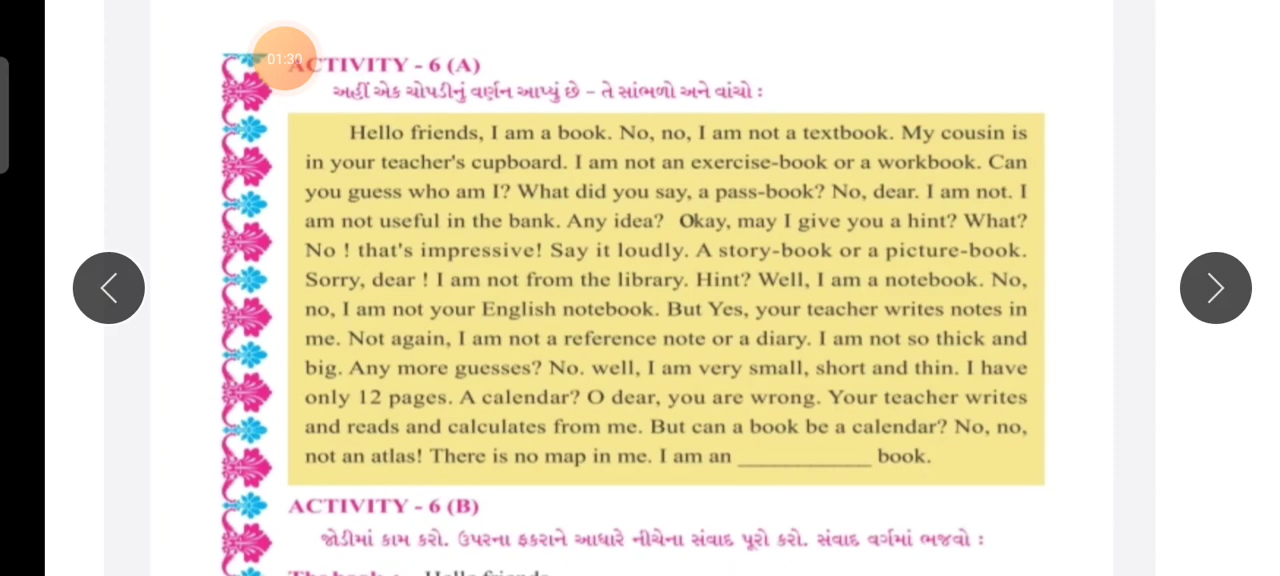 01:30
ACTIVITY - 6 (A)
અહીં એક ચોપડીનું વર્ણન આપ્યું છે – તે સાંભળો અને વાંચો :
Hello friends, I am a book. No, no, I am not a textbook. My cousin is
in your teacher's cupboard. I am not an exercise-book or a workbook. Can
you guess who am I? What did you say, a pass-book? No, dear. I am not. I
am not useful in the bank. Any idea? Okay, may I give you a hint? What?
No ! that's impressive! Say it loudly. A story-book or a picture-book.
Sorry, dear ! I am not from the library. Hint? Well, I am a notebook. No,
no, I am not your English notebook. But Yes, your teacher writes notes in
me. Not again, I am not a reference note or a diary. I am not so thick and
big. Any more guesses? No. well, I am very small, short and thin. I have
only 12 pages. A calendar? O dear, you are wrong. Your teacher writes
and reads and calculates from me. But can a book be a calendar? No, no,
not an atlas! There is no map in me. I am an ____________ book.
ACTIVITY - 6 (B)
જોડીમાં કામ કરો. ઉપરના ફકરાને આધારે નીચેના સંવાદ પૂરો કરો. સંવાદ વર્ગમાં ભજવો :
The book : Hello friends